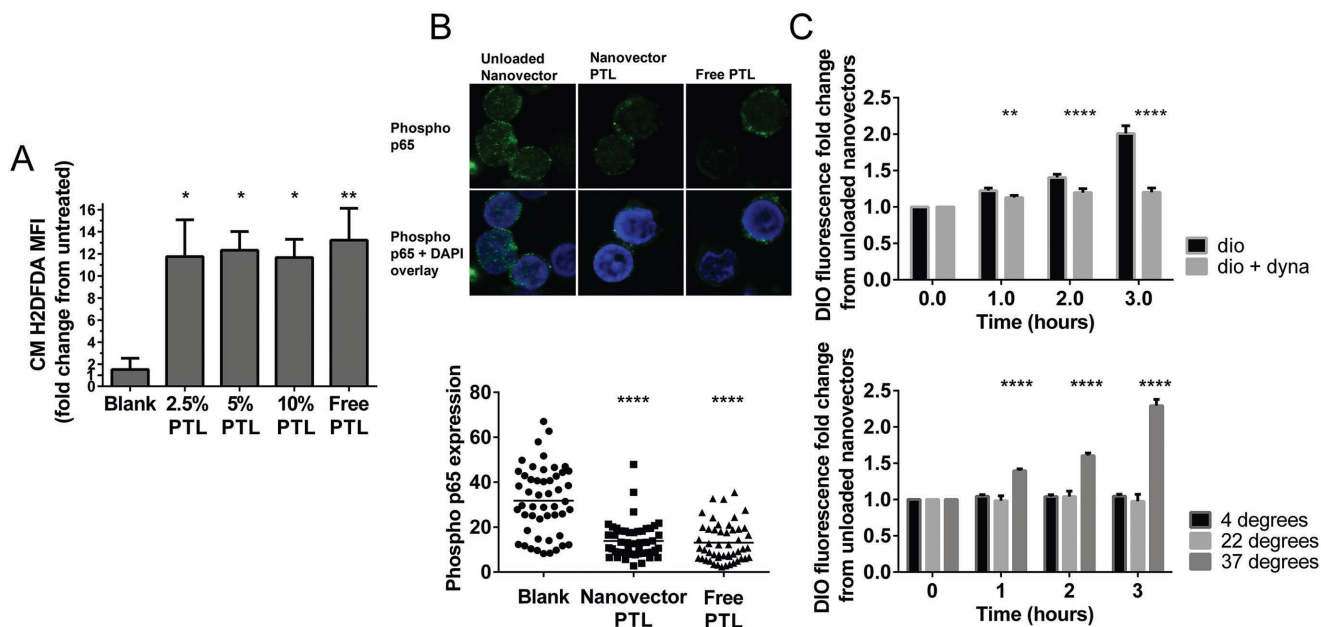 A
CM H2DFDA MFI
(fold change from untreated)
16
14
12
10
8
6
4
2
1
0
* * * **
Blank 2.5% PTL 5% PTL 10% PTL Free PTL
B
Unloaded Nanovector
Nanovector PTL
Free PTL
Phospho p65
Phospho p65 + DAPI overlay
Phospho p65 expression
80
60
40
20
0
**** ****
Blank Nanovector PTL Free PTL
C
DIO fluorescence fold change
from unloaded nanovectors
2.5
2.0
1.5
1.0
0.5
0.0
** **** ****
0.0 1.0 2.0 3.0
Time (hours)
dio
dio + dyna
DIO fluorescence fold change
from unloaded nanovectors
2.5
2.0
1.5
1.0
0.5
0.0
**** **** ****
0 1 2 3
Time (hours)
4 degrees
22 degrees
37 degrees